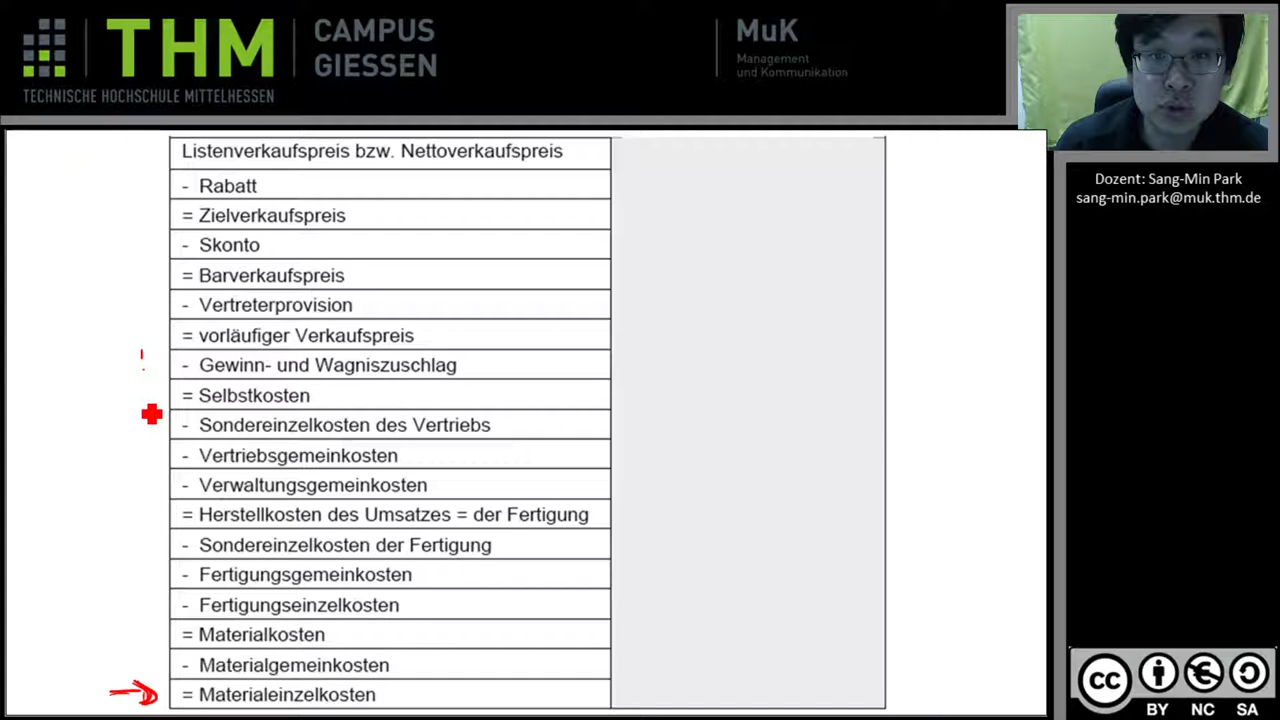 THM
CAMPUS
GIESSEN
TECHNISCHE HOCHSCHULE MITTELHESSEN
MuK
Management
und Kommunikation
Dozent: Sang-Min Park
sang-min.park@muk.thm.de
Listenverkaufspreis bzw. Nettoverkaufspreis
- Rabatt
= Zielverkaufspreis
- Skonto
= Barverkaufspreis
- Vertreterprovision
= vorläufiger Verkaufspreis
- Gewinn- und Wagniszuschlag
= Selbstkosten
- Sondereinzelkosten des Vertriebs
- Vertriebsgemeinkosten
- Verwaltungsgemeinkosten
= Herstellkosten des Umsatzes = der Fertigung
- Sondereinzelkosten der Fertigung
- Fertigungsgemeinkosten
- Fertigungseinzelkosten
= Materialkosten
- Materialgemeinkosten
= Materialeinzelkosten
cc
BY NC SA